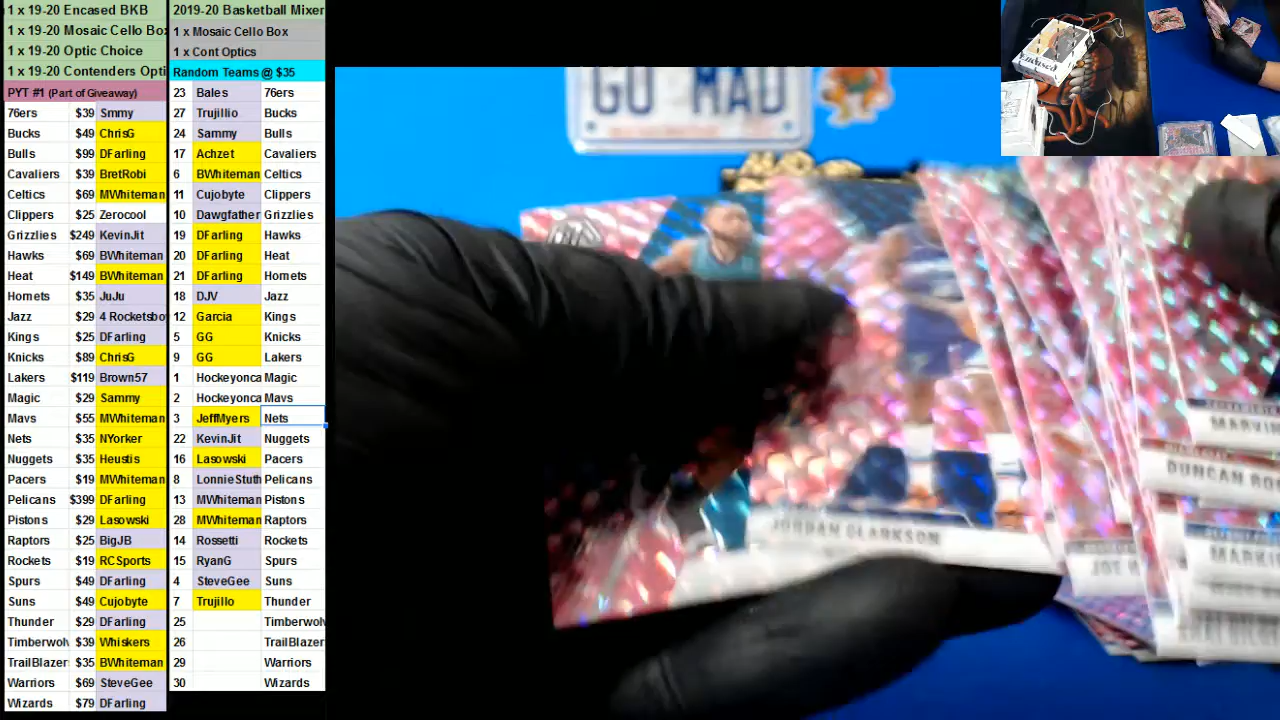 1 x 19-20 Encased BKB
1 x 19-20 Mosaic Cello Box
1 x 19-20 Optic Choice
1 x 19-20 Contenders Opti
PYT #1 (Part of Giveaway)
76ers $39 Smmy
Bucks $49 ChrisG
Bulls $99 DFarling
Cavaliers $39 BretRobi
Celtics $69 MWhiteman
Clippers $25 Zerocool
Grizzlies $249 KevinJit
Hawks $69 BWhiteman
Heat $149 BWhiteman
Hornets $35 JuJu
Jazz $29 4 Rocketsbo
Kings $25 DFarling
Knicks $89 ChrisG
Lakers $119 Brown57
Magic $29 Sammy
Mavs $55 MWhiteman
Nets $35 NYorker
Nuggets $35 Heustis
Pacers $19 MWhiteman
Pelicans $399 DFarling
Pistons $29 Lasowski
Raptors $25 BigJB
Rockets $19 RCSports
Spurs $49 DFarling
Suns $49 Cujobyte
Thunder $29 DFarling
Timberwolv $39 Whiskers
TrailBlazer $35 BWhiteman
Warriors $69 SteveGee
Wizards $79 DFarling
2019-20 Basketball Mixer
1 x Mosaic Cello Box
1 x Cont Optics
Random Teams @ $35
23 Bales 76ers
27 Trujillio Bucks
24 Sammy Bulls
17 Achzet Cavaliers
6 BWhiteman Celtics
11 Cujobyte Clippers
10 Dawgfather Grizzlies
19 DFarling Hawks
20 DFarling Heat
21 DFarling Hornets
18 DJV Jazz
12 Garcia Kings
5 GG Knicks
9 GG Lakers
1 Hockeyonca Magic
2 Hockeyonca Mavs
3 JeffMyers Nets
22 KevinJit Nuggets
16 Lasowski Pacers
8 LonnieStuth Pelicans
13 MWhiteman Pistons
28 MWhiteman Raptors
14 Rossetti Rockets
15 RyanG Spurs
4 SteveGee Suns
7 Trujillo Thunder
25 Timberwol
26 TrailBlazer
29 Warriors
30 Wizards
GO MAD
JORDAN CLARKSON
MARVIN
DUNCAN RO
JOE
MARKI
Encased